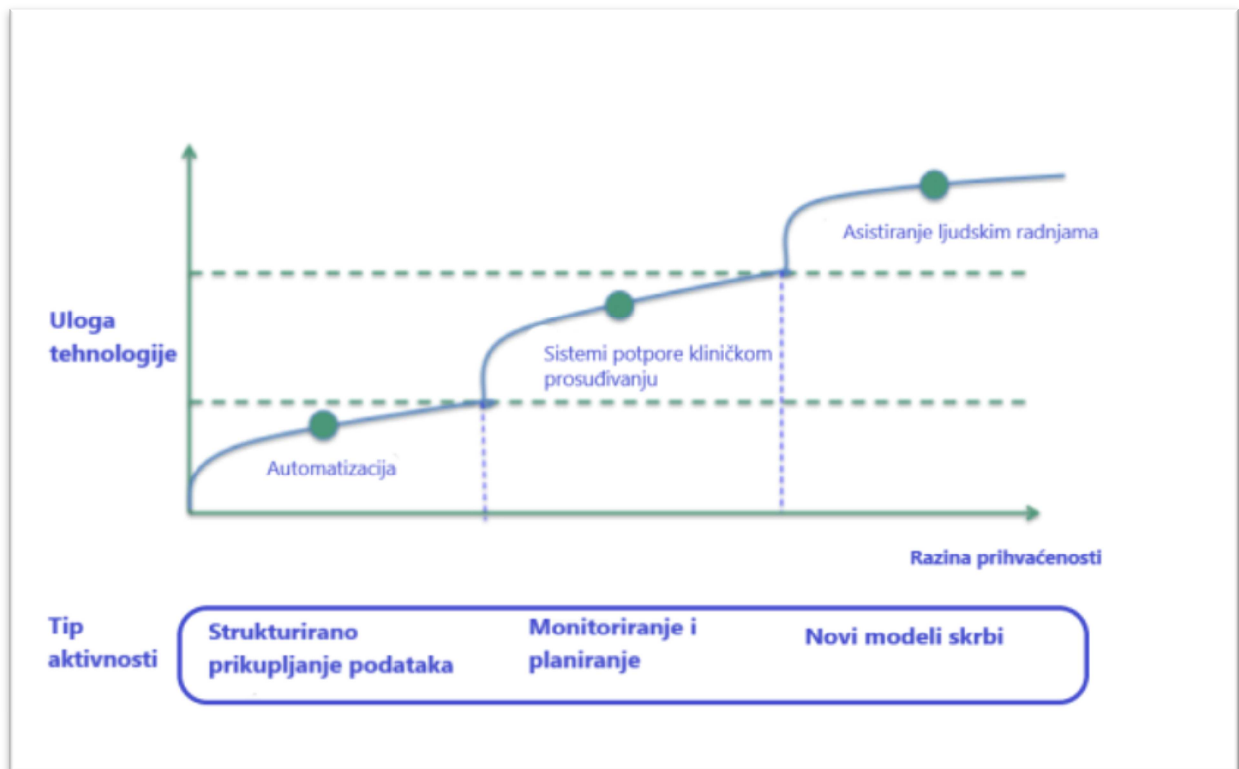 Asistiranje ljudskim radnjama
Uloga
tehnologije
Sistemi potpore kliničkom
prosuđivanju
Automatizacija
Razina prihvaćenosti
Tip
aktivnosti
Strukturirano
prikupljanje podataka
Monitoriranje i
planiranje
Novi modeli skrbi